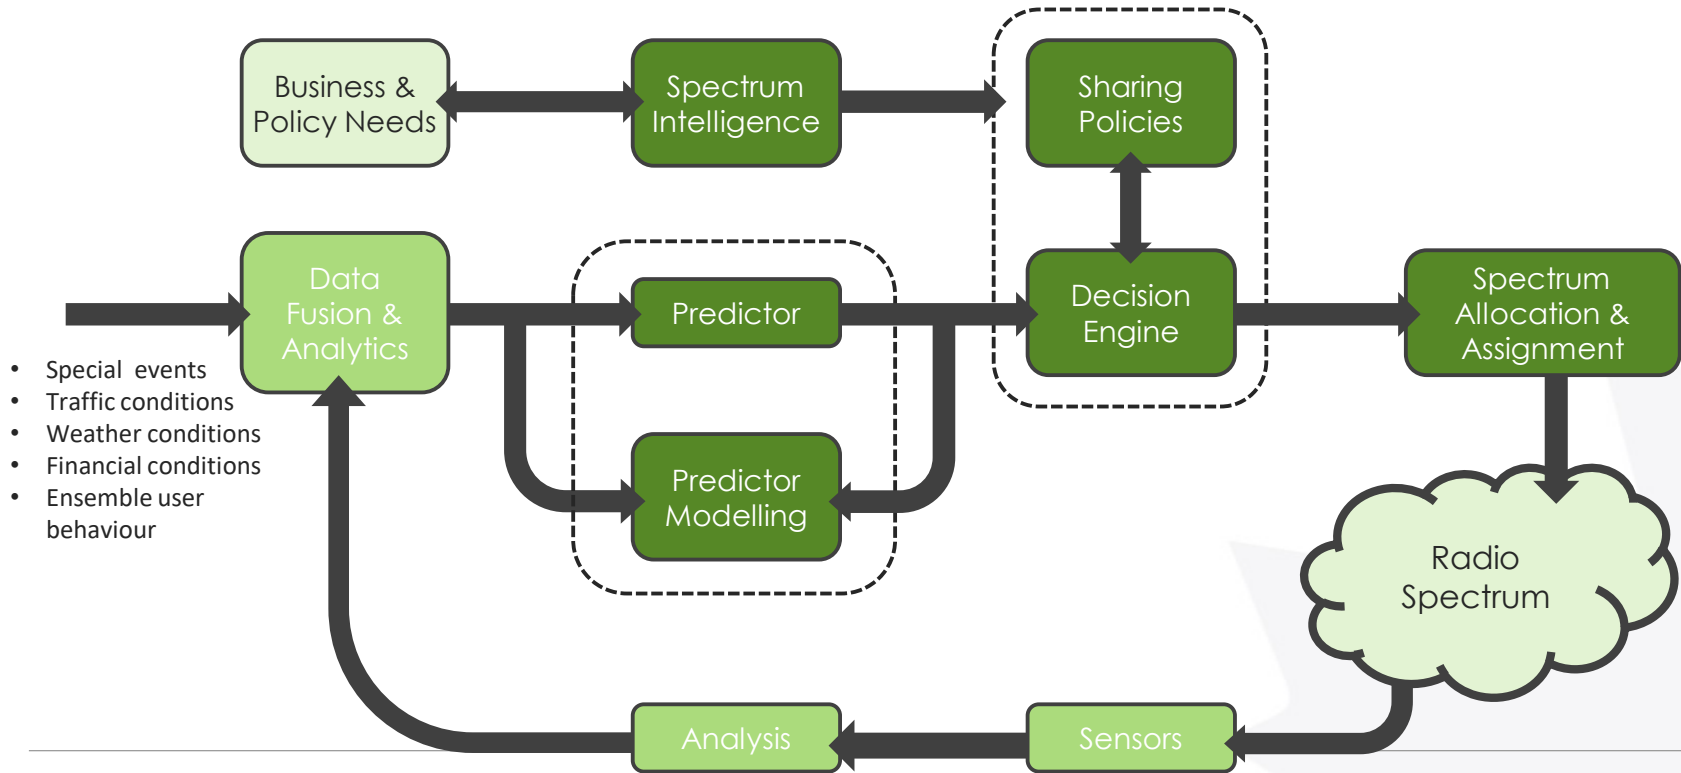 Business &
Policy Needs
Spectrum
Intelligence
Sharing
Policies
Data
Fusion &
Analytics
Predictor
Decision
Engine
Spectrum
Allocation &
Assignment
• Special events
• Traffic conditions
• Weather conditions
• Financial conditions
• Ensemble user
behaviour
Predictor
Modelling
Radio
Spectrum
Analysis
Sensors